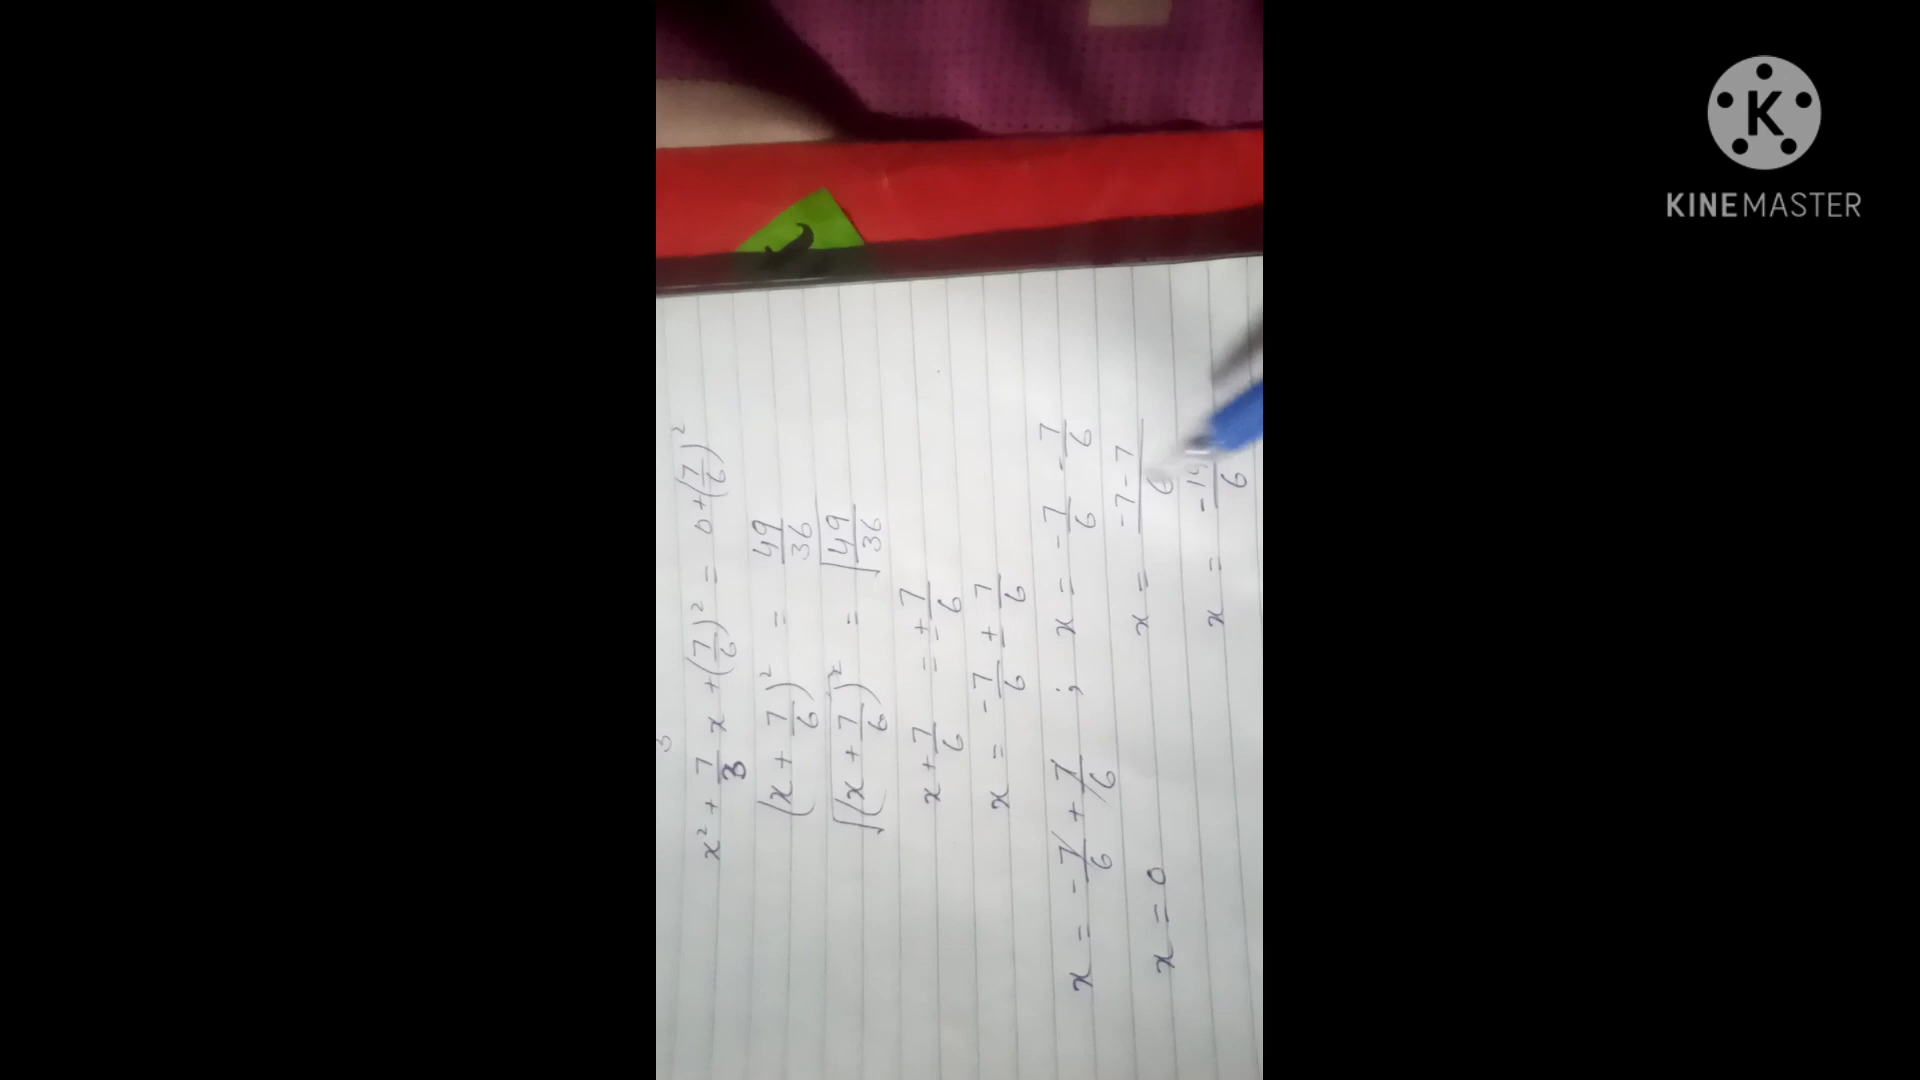 3
x² + 7/3 x + (7/6)² = 0 + (7/6)²
(x + 7/6)² = 49/36
√(x + 7/6)² = √49/36
x + 7/6 = ± 7/6
x = - 7/6 ± 7/6
x = - 7/6 + 7/6 ; x = - 7/6 - 7/6
x = 0 x = -7-7/6
x = -14/6
K
KINEMASTER